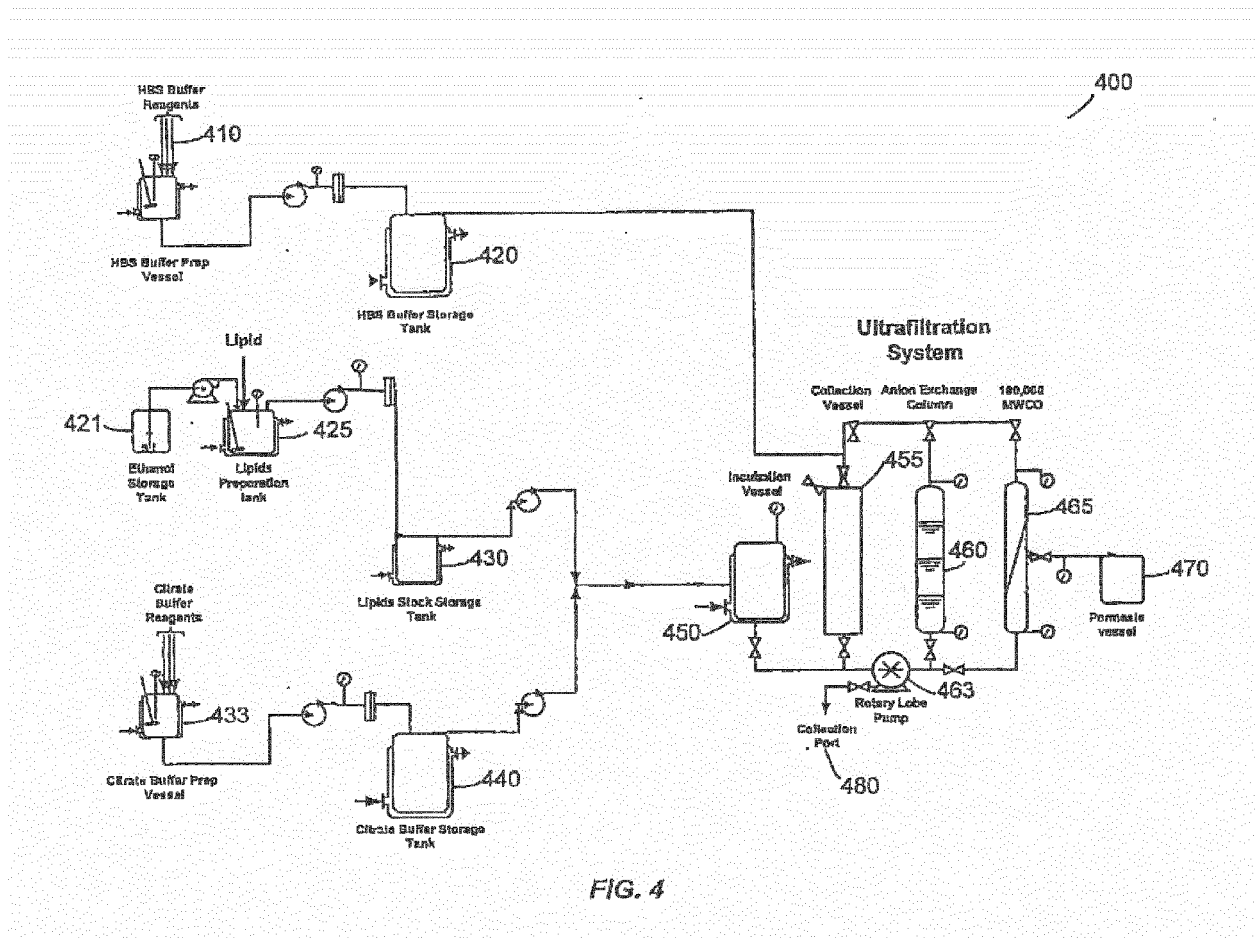 400
HBS Buffer
Reagents
410
HBS Buffer Prep
Vessel
420
HBS Buffer Storage
Tank
Lipid
421
Ethanol
Storage
Tank
425
Lipids
Preparation
tank
430
Lipids Stock Storage
Tank
Citrate
Buffer
Reagents
433
Citrate Buffer Prep
Vessel
440
Citrate Buffer Storage
Tank
Ultrafiltration
System
Collection
Vessel
Anion Exchange
Column
100,000
MWCO
455
Incubation
Vessel
450
460
465
470
Permeate
vessel
463
Rotary Lobe
Pump
Collection
Port
480
FIG. 4